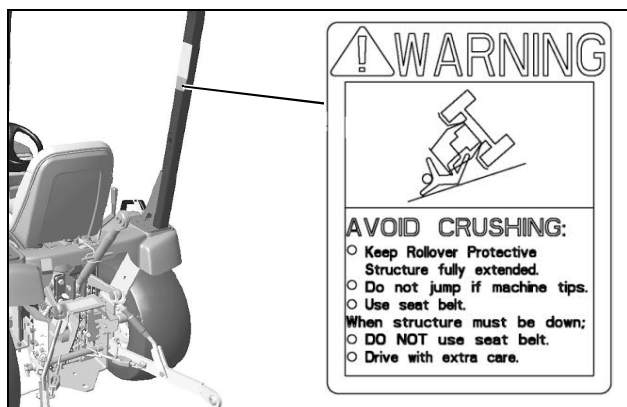 WARNING
AVOID CRUSHING:
○ Keep Rollover Protective
Structure fully extended.
○ Do not jump if machine tips.
○ Use seat belt.
When structure must be down;
○ DO NOT use seat belt.
○ Drive with extra care.